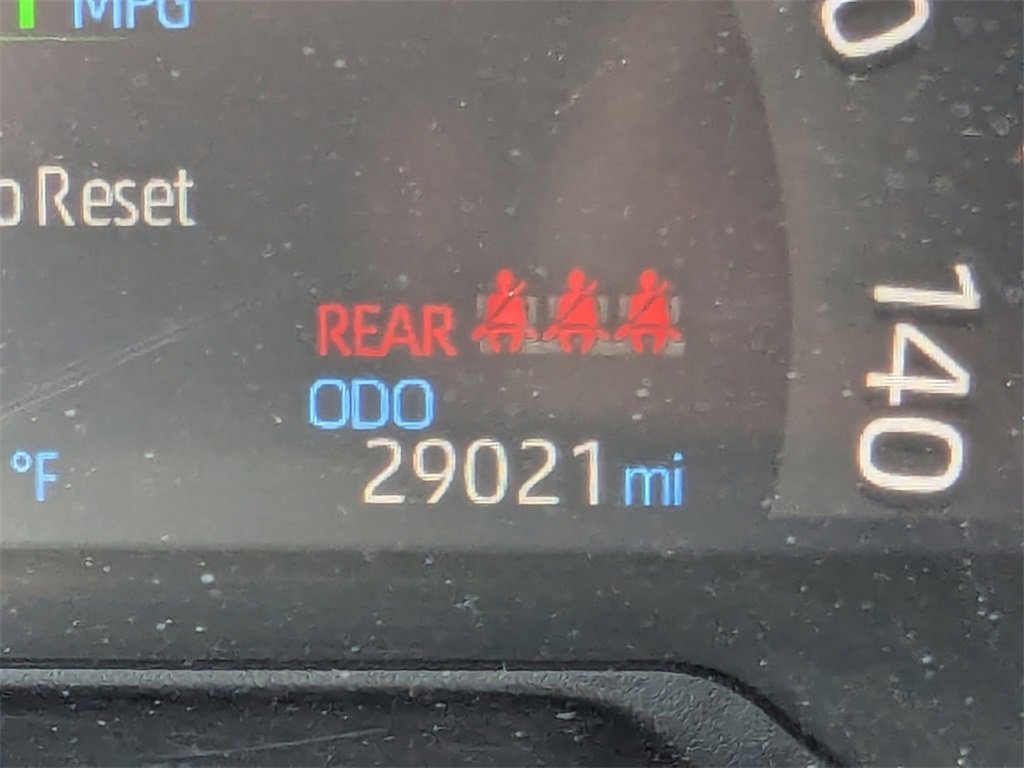 MPG
Reset
REAR
ODO
°F
29021 mi
140